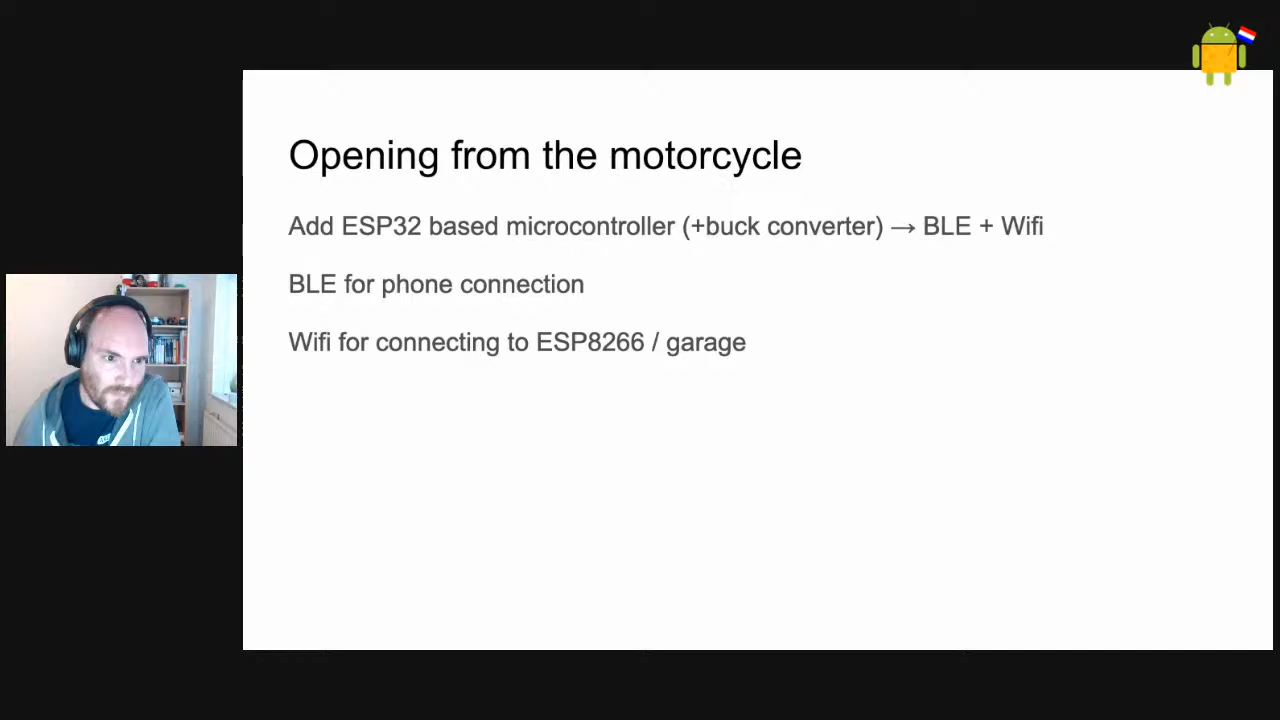 Opening from the motorcycle
Add ESP32 based microcontroller (+buck converter) → BLE + Wifi
BLE for phone connection
Wifi for connecting to ESP8266 / garage